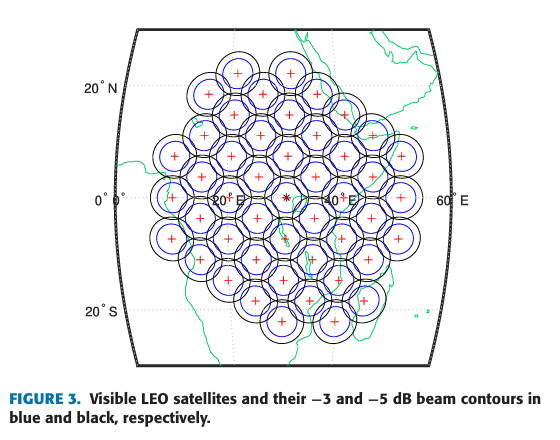 20° N
0° 0° 20° E 40° E 60° E
20° S
FIGURE 3. Visible LEO satellites and their −3 and −5 dB beam contours in
blue and black, respectively.